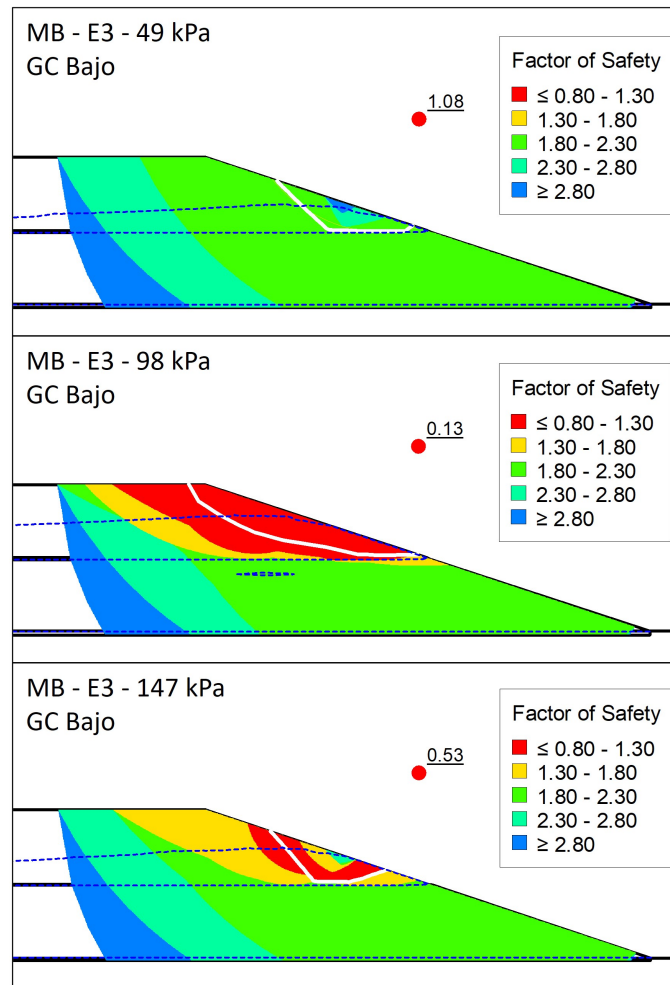 MB - E3 - 49 kPa
GC Bajo
Factor of Safety
≤ 0.80 - 1.30
1.30 - 1.80
1.80 - 2.30
2.30 - 2.80
≥ 2.80
1.08
MB - E3 - 98 kPa
GC Bajo
Factor of Safety
≤ 0.80 - 1.30
1.30 - 1.80
1.80 - 2.30
2.30 - 2.80
≥ 2.80
0.13
MB - E3 - 147 kPa
GC Bajo
Factor of Safety
≤ 0.80 - 1.30
1.30 - 1.80
1.80 - 2.30
2.30 - 2.80
≥ 2.80
0.53